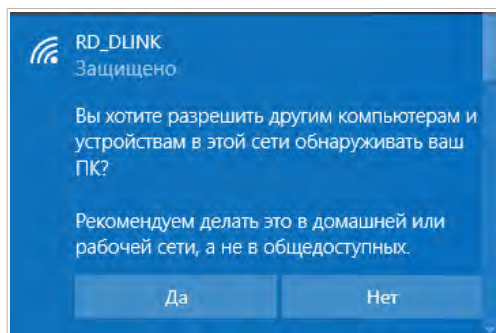 RD_DLINK
Защищено
Вы хотите разрешить другим компьютерам и
устройствам в этой сети обнаруживать ваш
ПК?
Рекомендуем делать это в домашней или
рабочей сети, а не в общедоступных.
Да
Нет